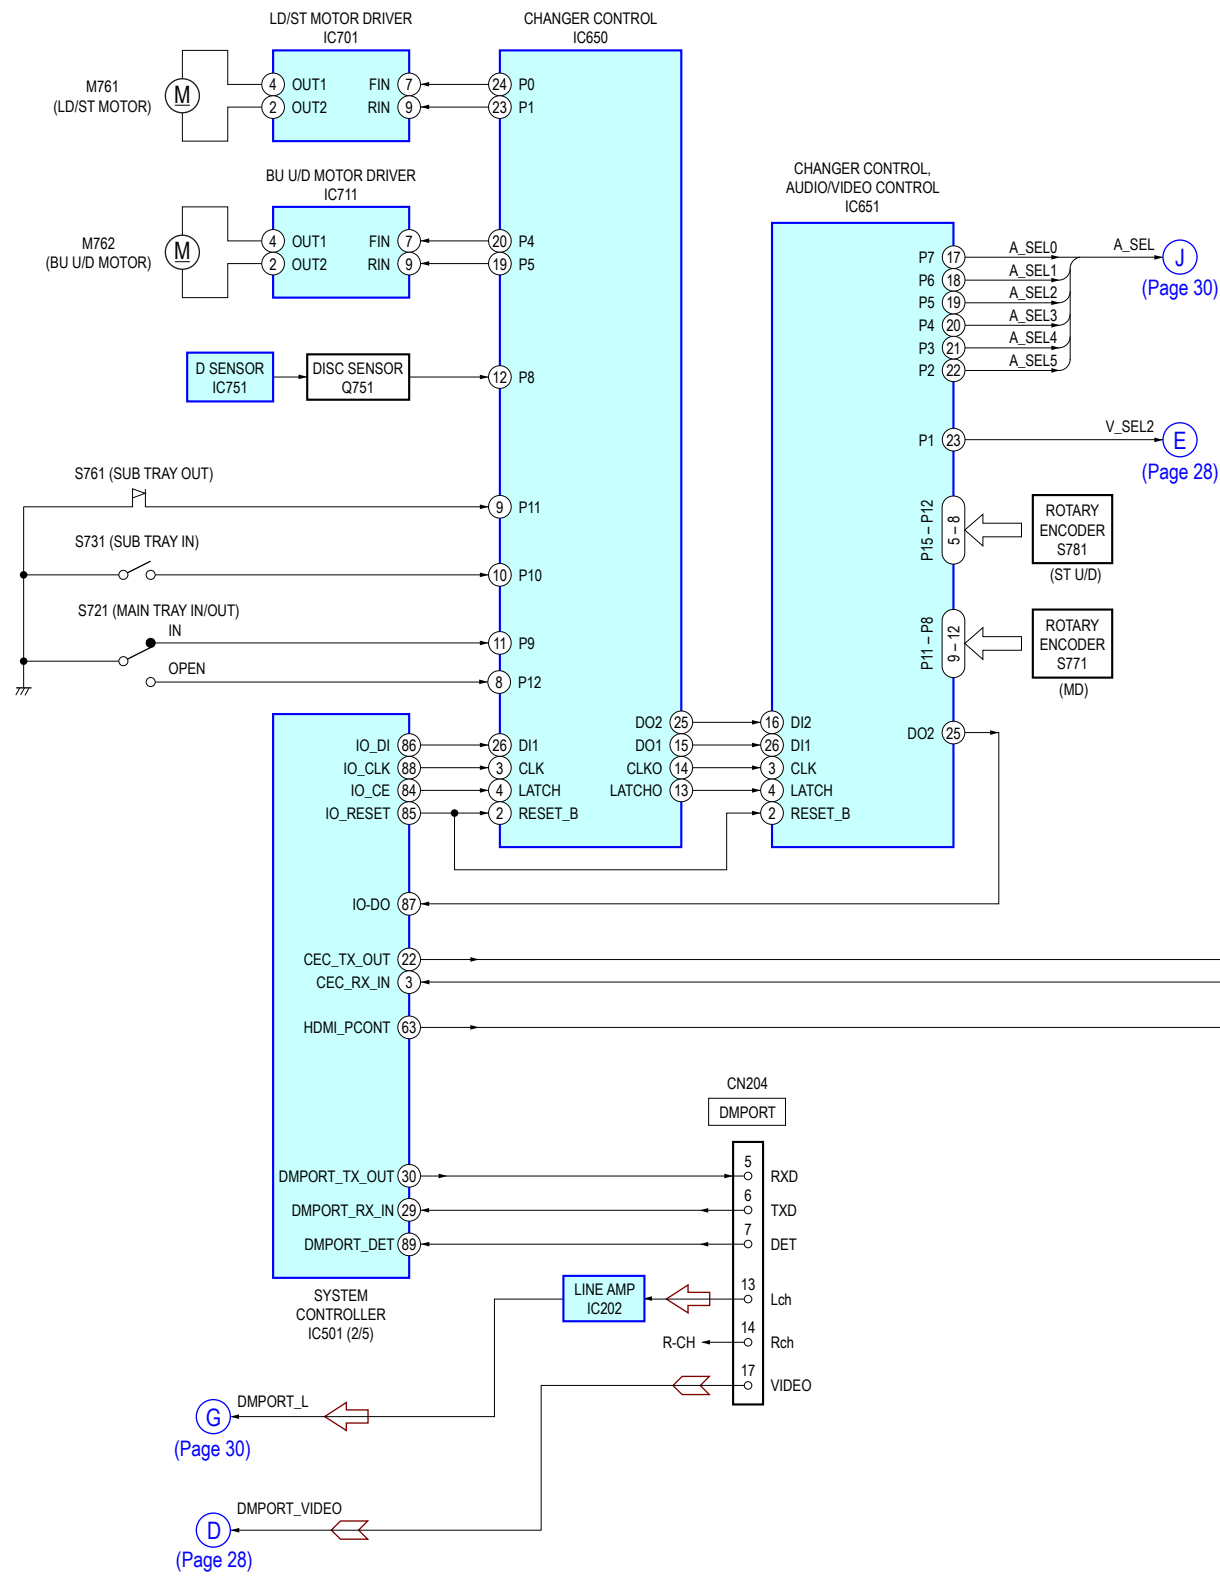 LD/ST MOTOR DRIVER
IC701
CHANGER CONTROL
IC650
M761
(LD/ST MOTOR)
M
4 OUT1 FIN 7
2 OUT2 RIN 9
24 P0
23 P1
BU U/D MOTOR DRIVER
IC711
M762
(BU U/D MOTOR)
M
4 OUT1 FIN 7
2 OUT2 RIN 9
20 P4
19 P5
CHANGER CONTROL,
AUDIO/VIDEO CONTROL
IC651
P7 17 A_SEL0 A_SEL J
P6 18 A_SEL1
(Page 30)
P5 19 A_SEL2
P4 20 A_SEL3
P3 21 A_SEL4
P2 22 A_SEL5
D SENSOR
IC751
DISC SENSOR
Q751
12 P8
P1 23 V_SEL2 E
(Page 28)
S761 (SUB TRAY OUT)
9 P11
P15 – P12
5 – 8
ROTARY
ENCODER
S781
(ST U/D)
S731 (SUB TRAY IN)
10 P10
S721 (MAIN TRAY IN/OUT)
IN
11 P9
OPEN
8 P12
P11 – P8
9 – 12
ROTARY
ENCODER
S771
(MD)
DO2 25 16 DI2
DO2 25
IO_DI 86 26 DI1 DO1 15 26 DI1
IO_CLK 88 3 CLK CLKO 14 3 CLK
IO_CE 84 4 LATCH LATCHO 13 4 LATCH
IO_RESET 85 2 RESET_B 2 RESET_B
IO-DO 87
CEC_TX_OUT 22
CEC_RX_IN 3
HDMI_PCONT 63
CN204
DMPORT
DMPORT_TX_OUT 30 5 RXD
DMPORT_RX_IN 29 6 TXD
DMPORT_DET 89 7 DET
SYSTEM
CONTROLLER
IC501 (2/5)
LINE AMP
IC202
13 Lch
R-CH 14 Rch
17 VIDEO
G DMPORT_L
(Page 30)
D DMPORT_VIDEO
(Page 28)